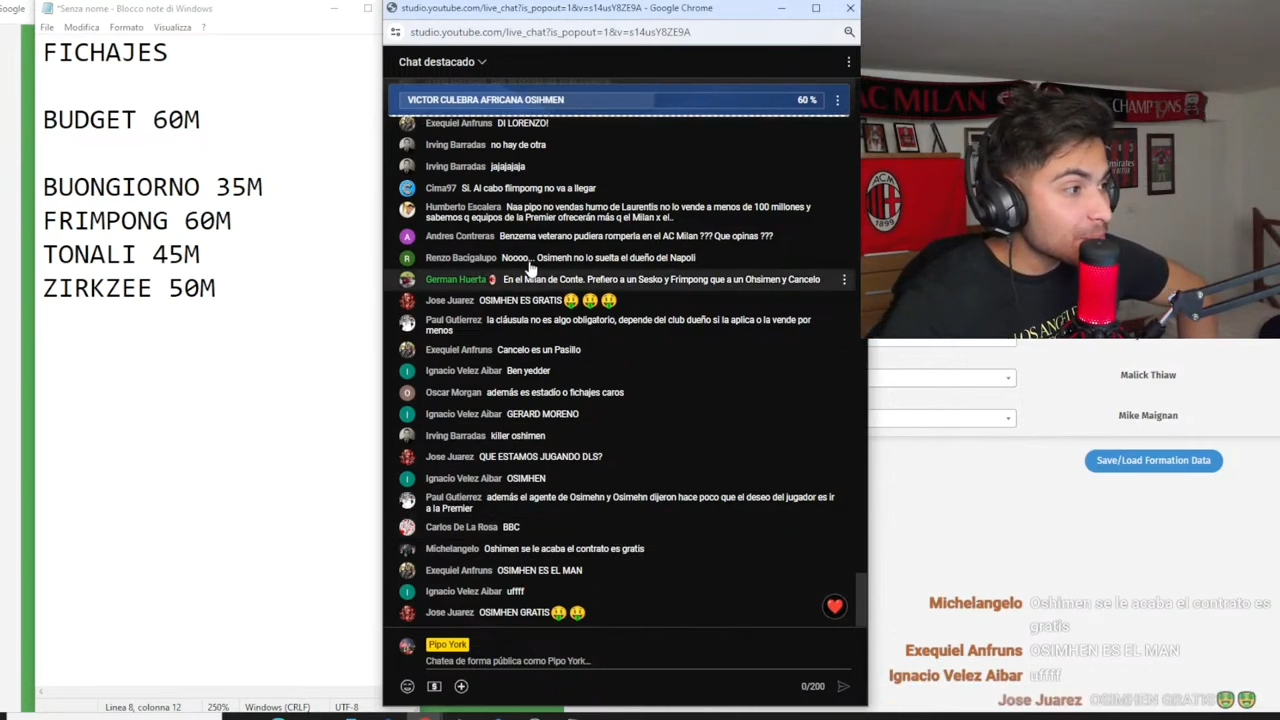 Google
*Senza nome - Blocco note di Windows
File Modifica Formato Visualizza ?
FICHAJES
BUDGET 60M
BUONGIORNO 35M
FRIMPONG 60M
TONALI 45M
ZIRKZEE 50M
Linea 8, colonna 12 250% Windows (CRLF) UTF-8
studio.youtube.com/live_chat?is_popout=1&v=s14usY8ZE9A - Google Chrome
studio.youtube.com/live_chat?is_popout=1&v=s14usY8ZE9A
Chat destacado
VICTOR CULEBRA AFRICANA OSIHMEN 60 %
Exequiel Anfruns DI LORENZO!
Irving Barradas no hay de otra
Irving Barradas jajajajaja
Cima97 Si. Al cabo flimpomg no va a llegar
Humberto Escalera Naa pipo no vendas humo de Laurentis no lo vende a menos de 100 millones y
sabemos q equipos de la Premier ofrecerán más q el Milan x el..
Andres Contreras Benzema veterano pudiera romperla en el AC Milan ??? Que opinas ???
Renzo Bacigalupo Noooo... Osimenh no lo suelta el dueño del Napoli
German Huerta En el Milan de Conte. Prefiero a un Sesko y Frimpong que a un Ohsimen y Cancelo
Jose Juarez OSIMHEN ES GRATIS🤑🤑🤑
Paul Gutierrez la cláusula no es algo obligatorio, depende del club dueño si la aplica o la vende por
menos
Exequiel Anfruns Cancelo es un Pasillo
Ignacio Velez Aibar Ben yedder
Oscar Morgan además es estadío o fichajes caros
Ignacio Velez Aibar GERARD MORENO
Irving Barradas killer oshimen
Jose Juarez QUE ESTAMOS JUGANDO DLS?
Ignacio Velez Aibar OSIMHEN
Paul Gutierrez además el agente de Osimehn y Osimehn dijeron hace poco que el deseo del jugador es ir
a la Premier
Carlos De La Rosa BBC
Michelangelo Oshimen se le acaba el contrato es gratis
Exequiel Anfruns OSIMHEN ES EL MAN
Ignacio Velez Aibar uffff
Jose Juarez OSIMHEN GRATIS🤑🤑
Pipo York
Chatea de forma pública como Pipo York...
0/200
AC MILAN
CHAMPIONS
Emirates
ACM
1899
LOS ANGELES
Malick Thiaw
Mike Maignan
Save/Load Formation Data
Michelangelo Oshimen se le acaba el contrato es
gratis
Exequiel Anfruns OSIMHEN ES EL MAN
Ignacio Velez Aibar uffff
Jose Juarez OSIMHEN GRATIS🤑🤑